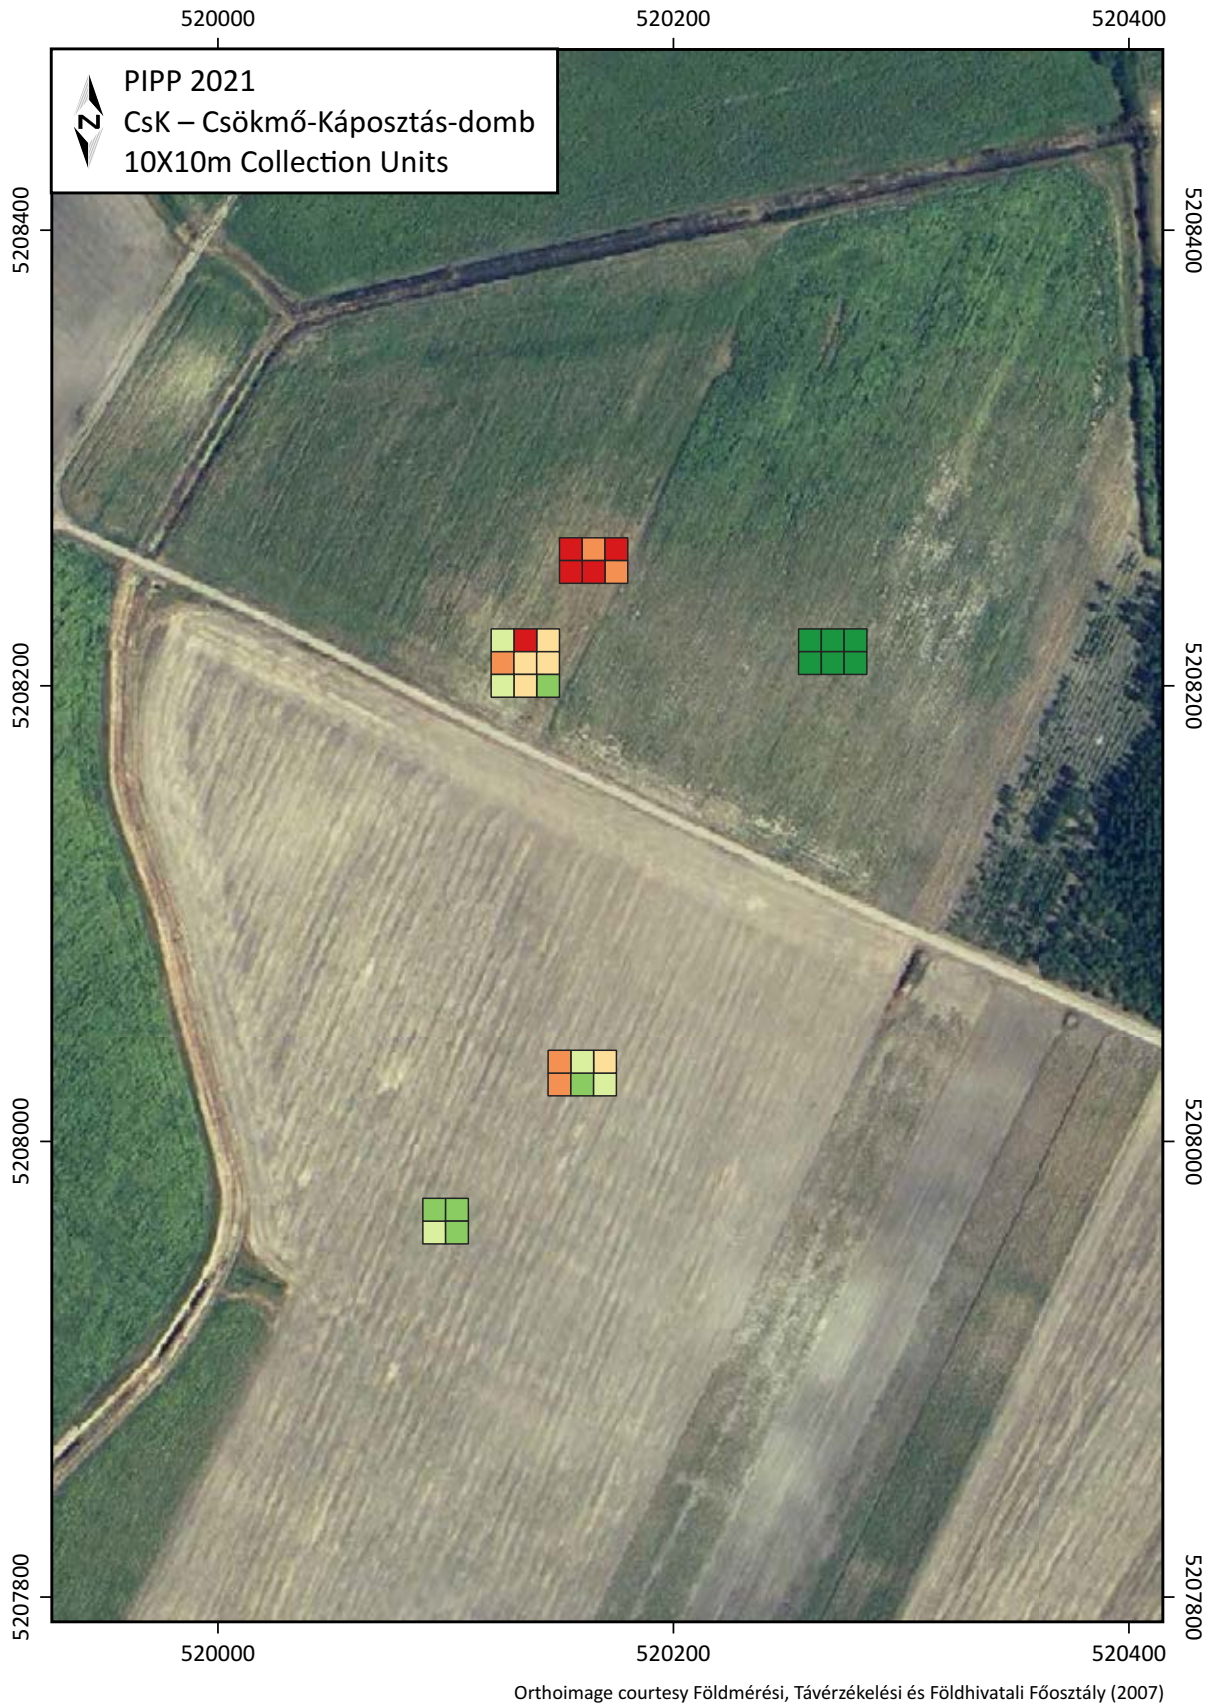 520000
520200
520400
N
PIPP 2021
CsK – Csökmő-Káposztás-domb
10X10m Collection Units
5208400
5208400
5208200
5208200
5208000
5208000
5207800
5207800
520000
520200
520400
Orthoimage courtesy Földmérési, Távérzékelési és Földhivatali Főosztály (2007)